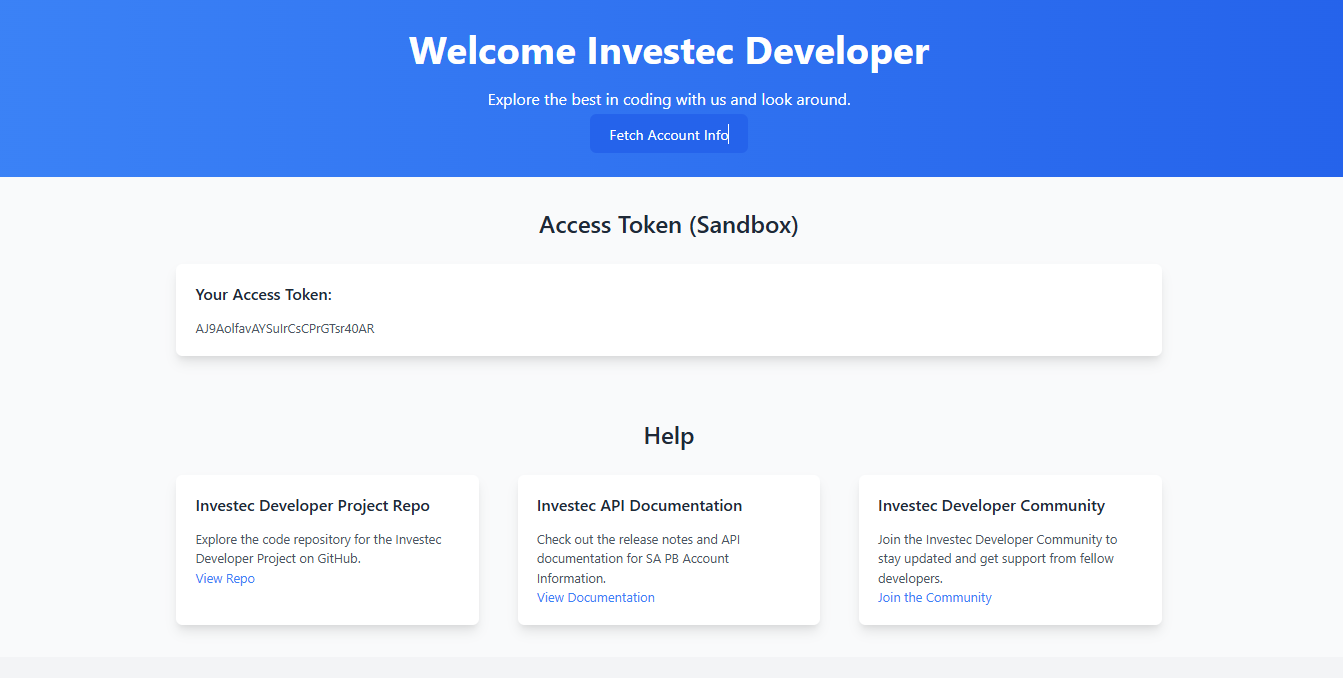 Welcome Investec Developer
Explore the best in coding with us and look around.
Fetch Account Info
Access Token (Sandbox)
Your Access Token:
AJ9AolfavAYSuIrCsCPrGTsr40AR
Help
Investec Developer Project Repo
Explore the code repository for the Investec
Developer Project on GitHub.
View Repo
Investec API Documentation
Check out the release notes and API
documentation for SA PB Account
Information.
View Documentation
Investec Developer Community
Join the Investec Developer Community to
stay updated and get support from fellow
developers.
Join the Community